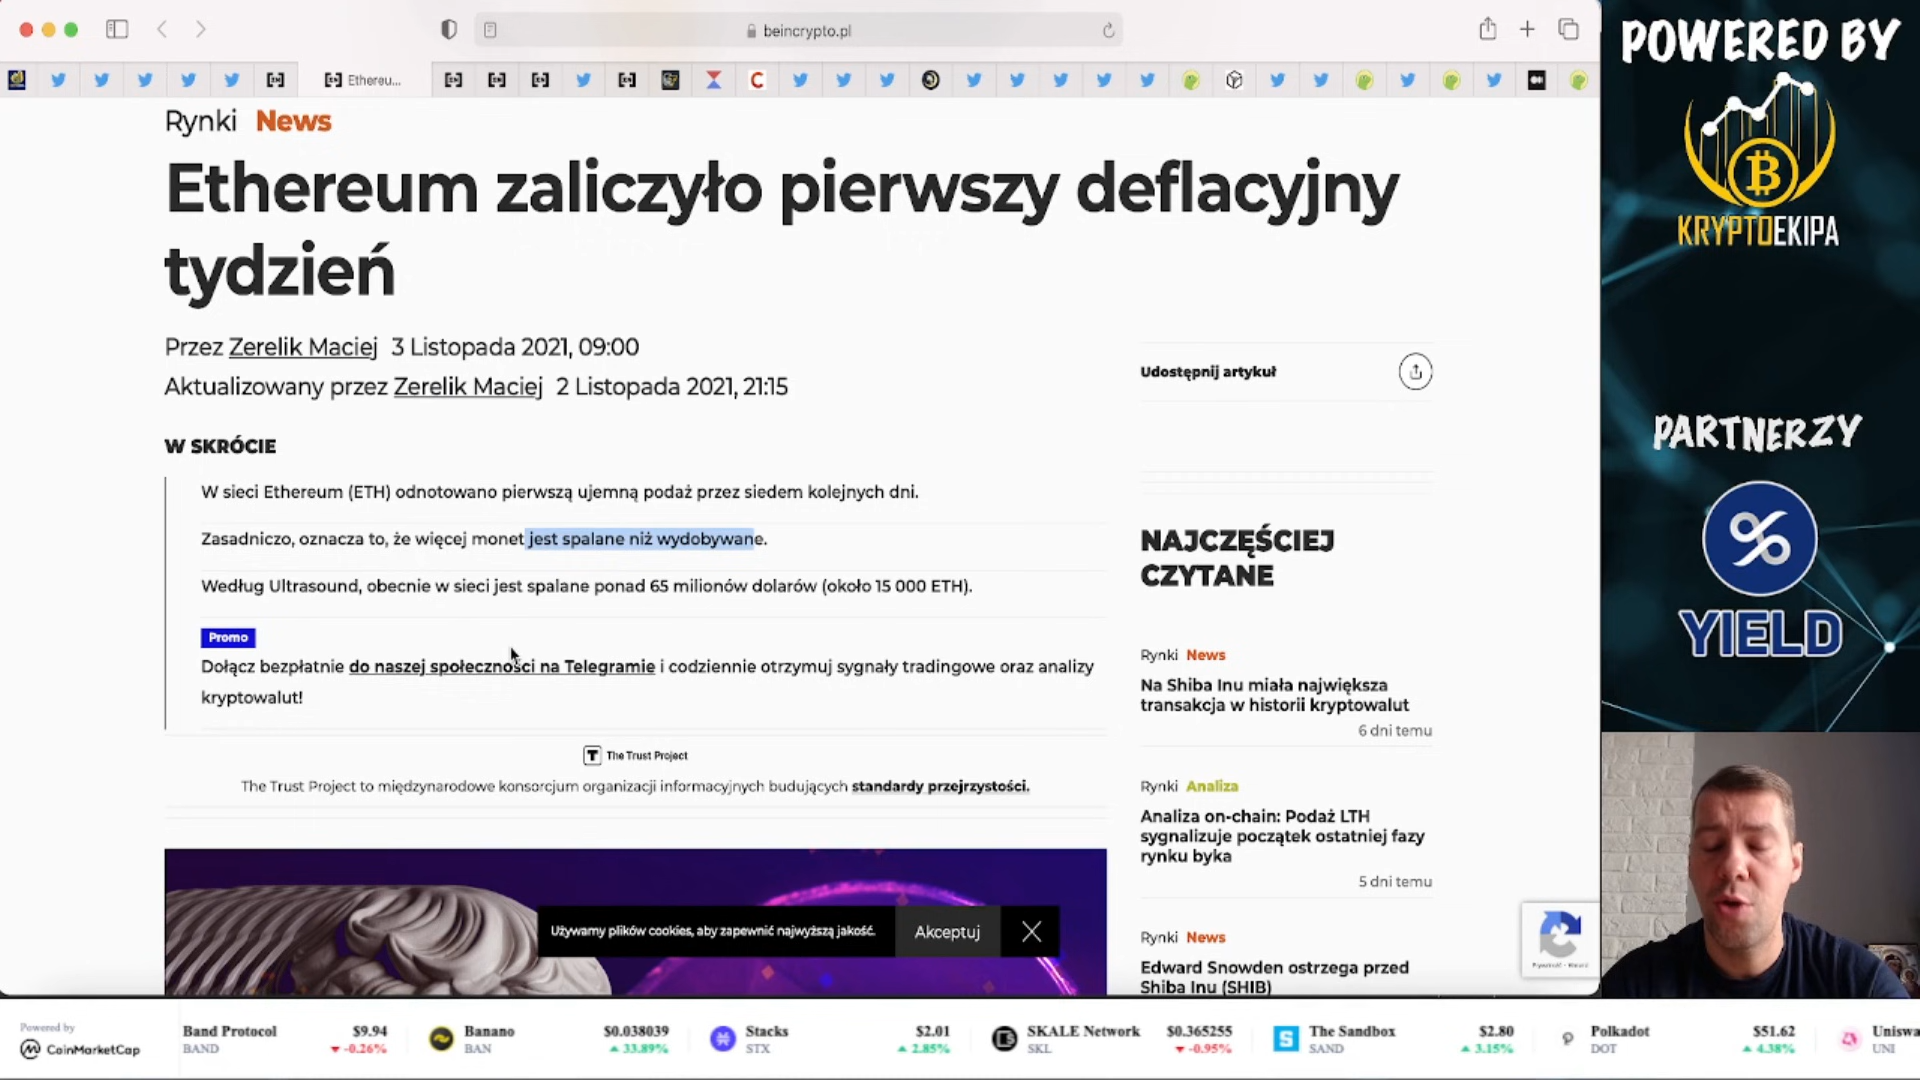 beincrypto.pl
Ethereu...
Rynki News
Ethereum zaliczyło pierwszy deflacyjny
tydzień
Przez Zerelik Maciej 3 Listopada 2021, 09:00
Aktualizowany przez Zerelik Maciej 2 Listopada 2021, 21:15
W SKRÓCIE
W sieci Ethereum (ETH) odnotowano pierwszą ujemną podaż przez siedem kolejnych dni.
Zasadniczo, oznacza to, że więcej monet jest spalane niż wydobywane.
Według Ultrasound, obecnie w sieci jest spalane ponad 65 milionów dolarów (około 15 000 ETH).
Promo
Dołącz bezpłatnie do naszej społeczności na Telegramie i codziennie otrzymuj sygnały tradingowe oraz analizy
kryptowalut!
The Trust Project
The Trust Project to międzynarodowe konsorcjum organizacji informacyjnych budujących standardy przejrzystości.
Używamy plików cookies, aby zapewnić najwyższą jakość.
Akceptuj
Udostępnij artykuł
NAJCZĘŚCIEJ
CZYTANE
Rynki News
Na Shiba Inu miała największa
transakcja w historii kryptowalut
6 dni temu
Rynki Analiza
Analiza on-chain: Podaż LTH
sygnalizuje początek ostatniej fazy
rynku byka
5 dni temu
Rynki News
Edward Snowden ostrzega przed
Shiba Inu (SHIB)
POWERED BY
KRYPTOEKIPA
PARTNERZY
YIELD
Powered by
CoinMarketCap
Band Protocol $9.94
BAND -0.26%
Banano $0.038039
BAN 33.89%
Stacks $2.01
STX 2.85%
SKALE Network $0.365255
SKL -0.95%
The Sandbox $2.80
SAND 3.15%
Polkadot $51.62
DOT 4.38%
Uniswa
UNI